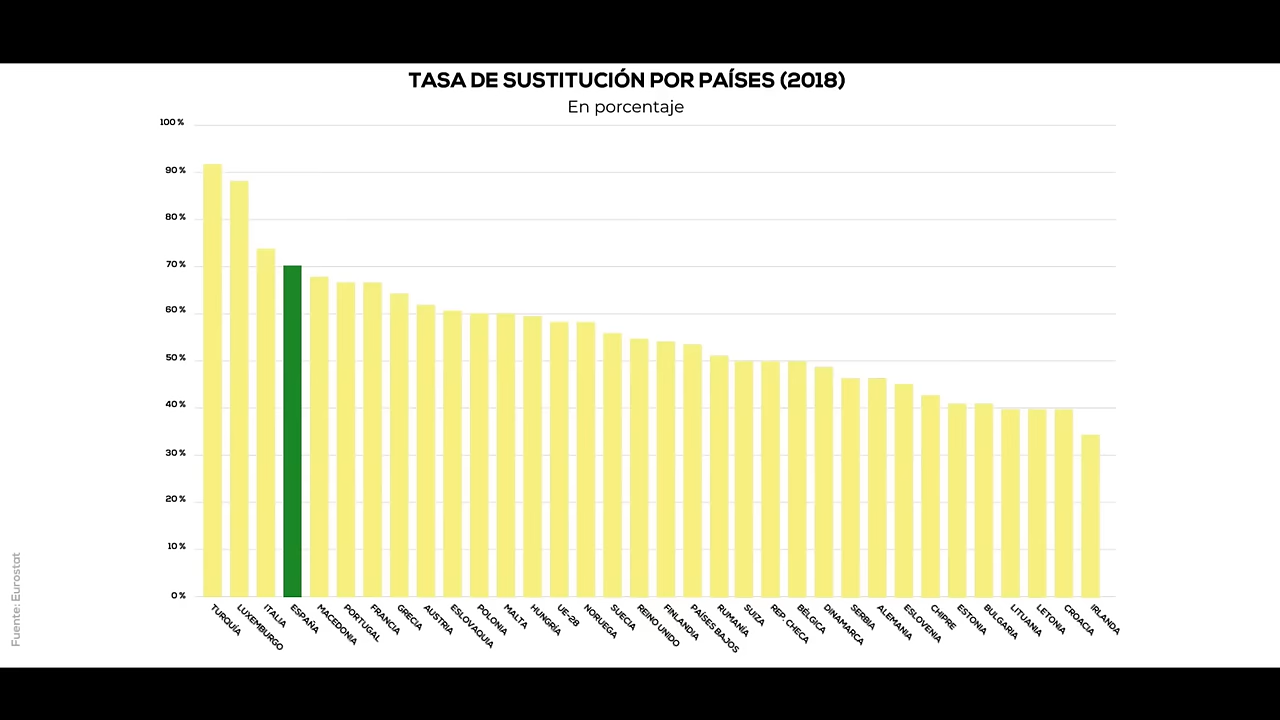 TASA DE SUSTITUCIÓN POR PAÍSES (2018)
En porcentaje
100 %
90 %
80 %
70 %
60 %
50 %
40 %
30 %
20 %
10 %
0 %
TURQUÍA
LUXEMBURGO
ITALIA
ESPAÑA
MACEDONIA
PORTUGAL
FRANCIA
GRECIA
AUSTRIA
ESLOVAQUIA
POLONIA
MALTA
HUNGRÍA
UE-28
NORUEGA
SUECIA
REINO UNIDO
FINLANDIA
PAÍSES BAJOS
RUMANÍA
SUIZA
REP. CHECA
BÉLGICA
DINAMARCA
SERBIA
ALEMANIA
ESLOVENIA
CHIPRE
ESTONIA
BULGARIA
LITUANIA
LETONIA
CROACIA
IRLANDA
Fuente: Eurostat